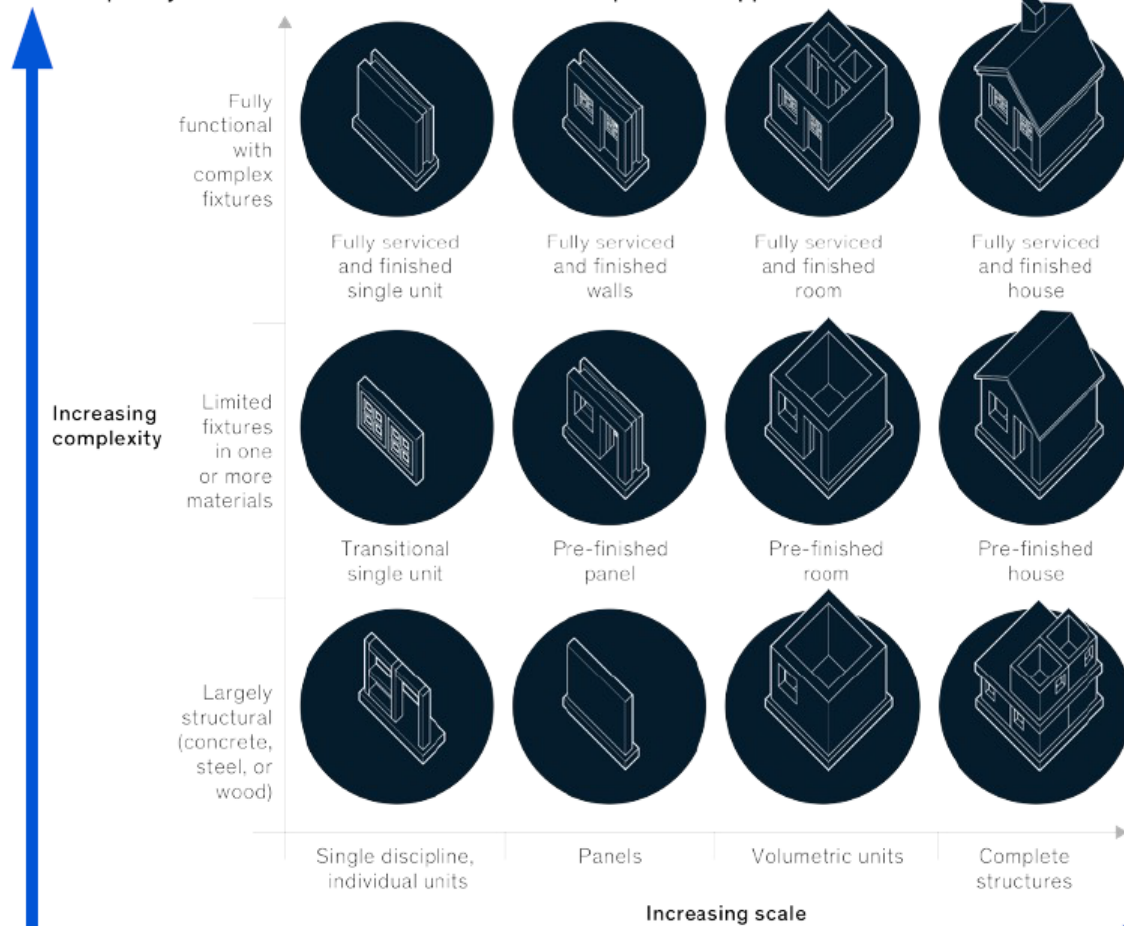 Fully
functional
with
complex
fixtures
Fully serviced
and finished
single unit
Fully serviced
and finished
walls
Fully serviced
and finished
room
Fully serviced
and finished
house
Increasing
complexity
Limited
fixtures
in one
or more
materials
Transitional
single unit
Pre-finished
panel
Pre-finished
room
Pre-finished
house
Largely
structural
(concrete,
steel, or
wood)
Single discipline,
individual units
Panels
Volumetric units
Complete
structures
Increasing scale